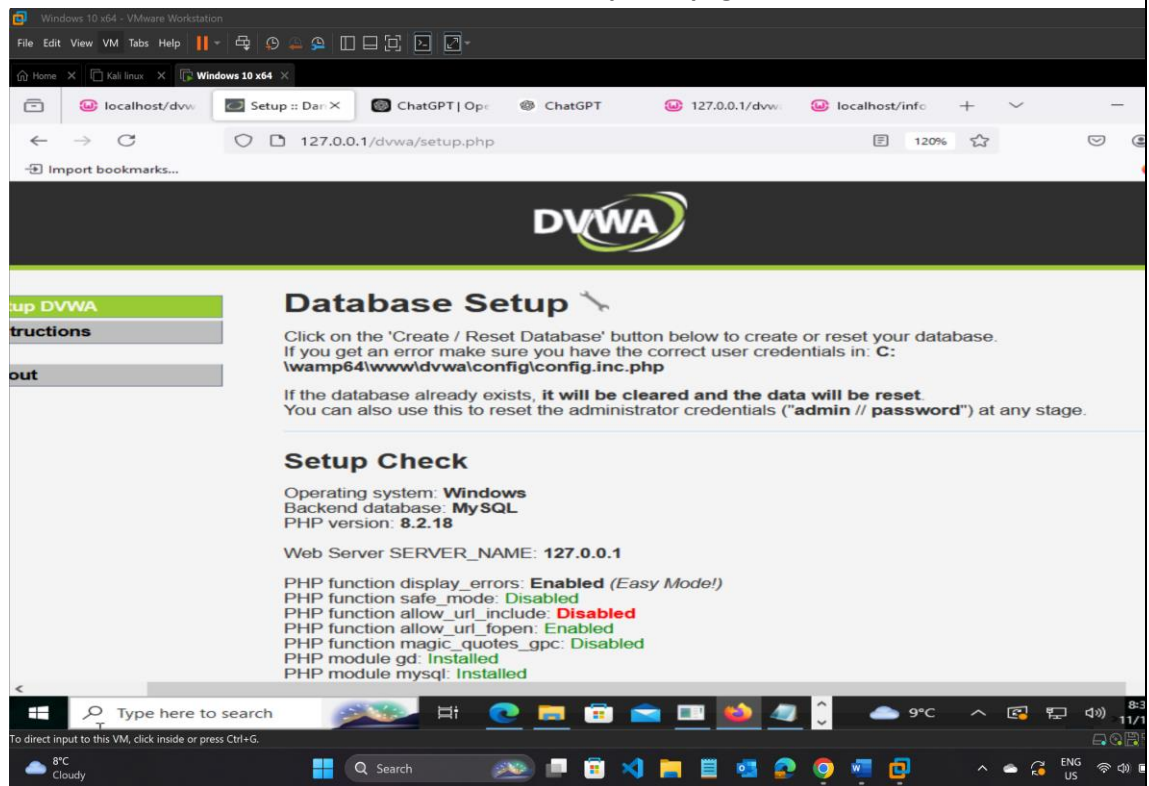 Windows 10 x64 - VMware Workstation
File Edit View VM Tabs Help
Home Kali linux Windows 10 x64
localhost/dvw Setup :: Dan ChatGPT | Ope ChatGPT 127.0.0.1/dvw localhost/info
127.0.0.1/dvwa/setup.php 120%
Import bookmarks...
DVWA
tup DVWA
tructions
out
Database Setup
Click on the 'Create / Reset Database' button below to create or reset your database.
If you get an error make sure you have the correct user credentials in: C:
\wamp64\www\dvwa\config\config.inc.php
If the database already exists, it will be cleared and the data will be reset.
You can also use this to reset the administrator credentials ("admin // password") at any stage.
Setup Check
Operating system: Windows
Backend database: MySQL
PHP version: 8.2.18
Web Server SERVER_NAME: 127.0.0.1
PHP function display_errors: Enabled (Easy Mode!)
PHP function safe_mode: Disabled
PHP function allow_url_include: Disabled
PHP function allow_url_fopen: Enabled
PHP function magic_quotes_gpc: Disabled
PHP module gd: Installed
PHP module mysql: Installed
Type here to search 9°C 8:3
11/1
To direct input to this VM, click inside or press Ctrl+G.
8°C
Cloudy
Search
ENG
US